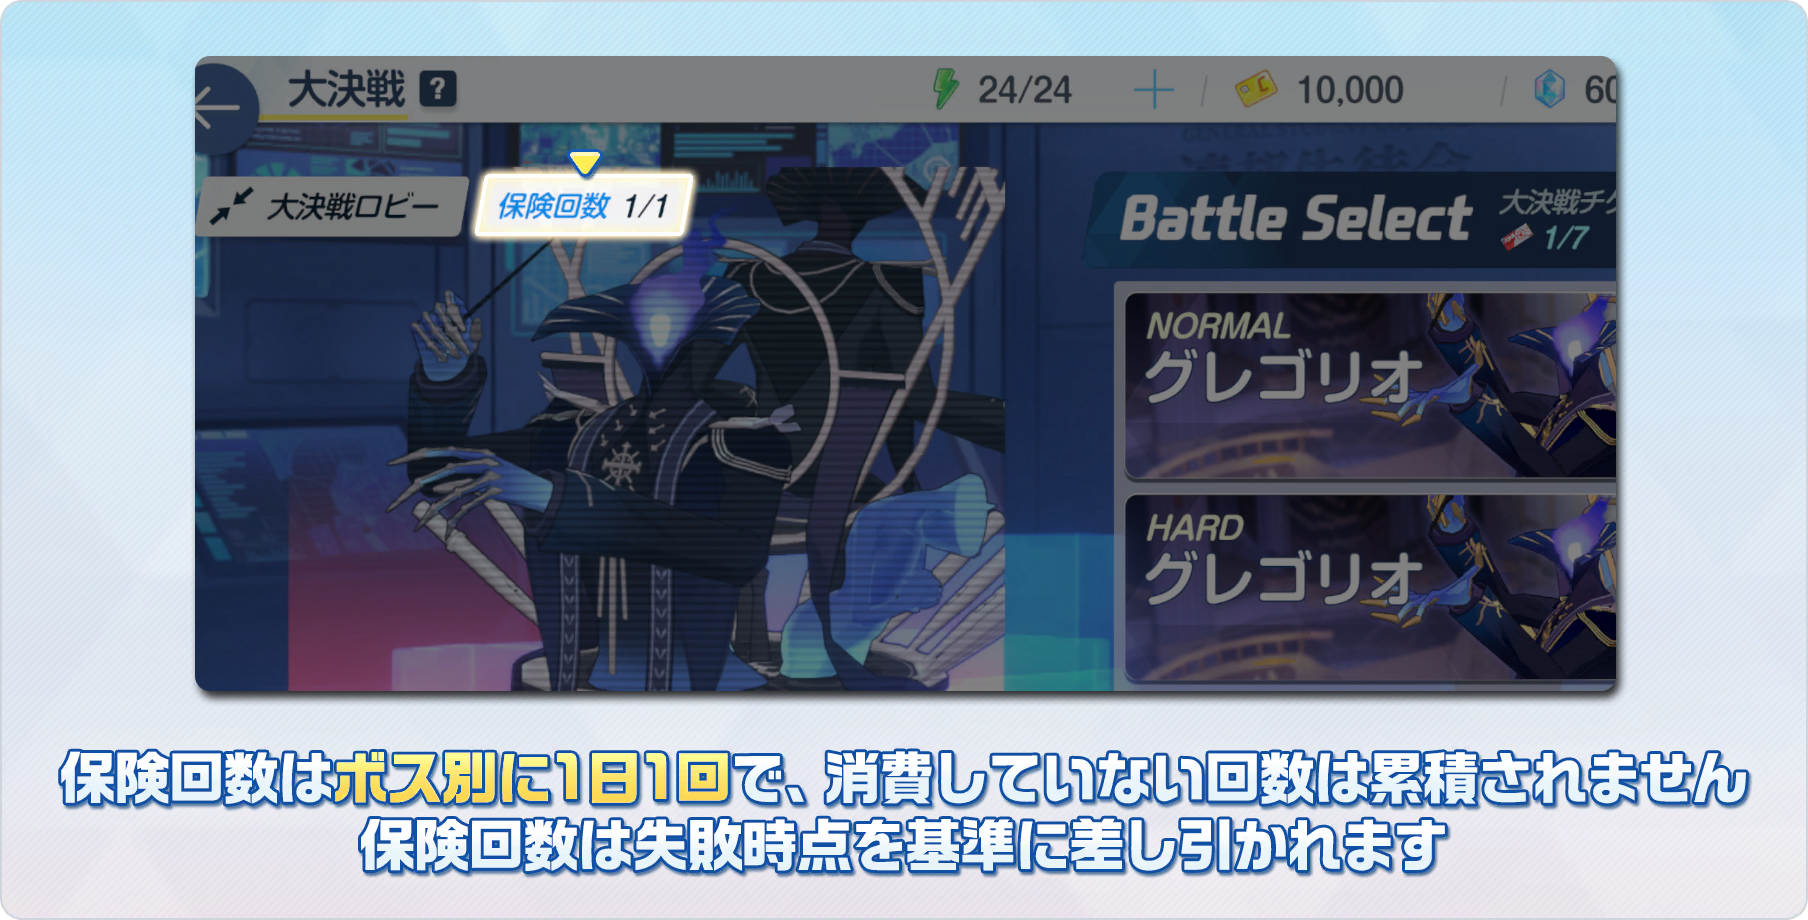 大決戦 ?
24/24
10,000
大決戦ロビー
保険回数 1/1
Battle Select
大決戦チ
1/7
NORMAL
グレゴリオ
HARD
グレゴリオ
保険回数はボス別に1日1回で、消費していない回数は累積されません
保険回数は失敗時点を基準に差し引かれます